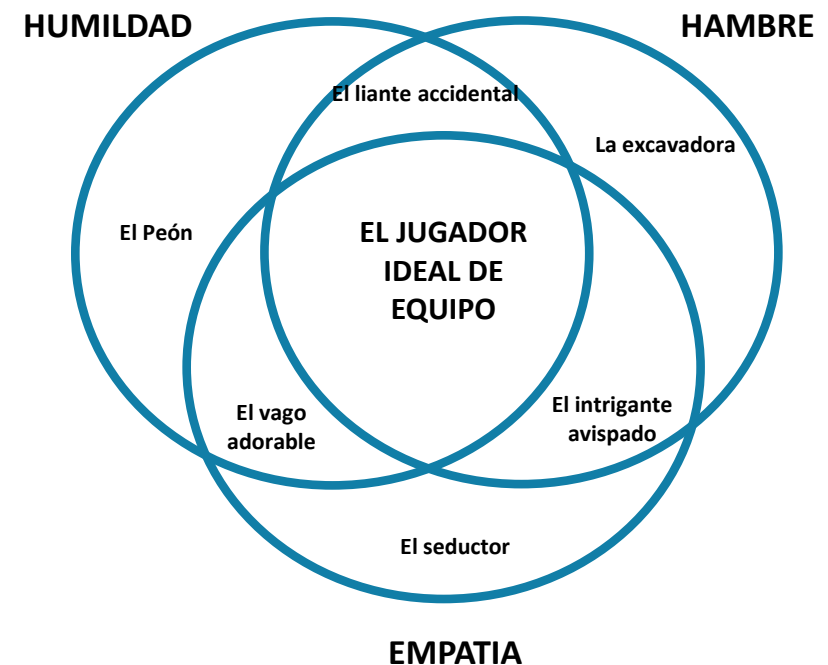 HUMILDAD
HAMBRE
El liante accidental
La excavadora
El Peón
EL JUGADOR
IDEAL DE
EQUIPO
El vago
adorable
El intrigante
avispado
El seductor
EMPATIA